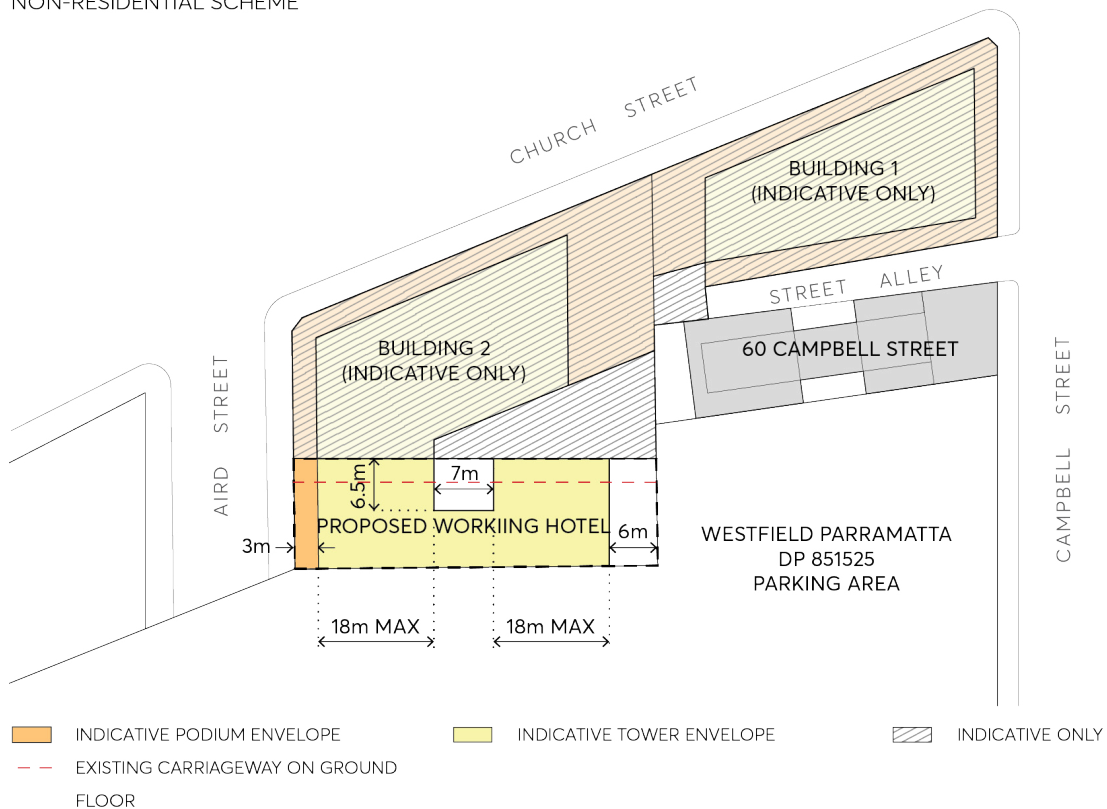 NON-RESIDENTIAL SCHEME
CHURCH STREET
BUILDING 1
(INDICATIVE ONLY)
STREET ALLEY
60 CAMPBELL STREET
BUILDING 2
(INDICATIVE ONLY)
AIRD STREET
CAMPBELL STREET
6.5m
7m
PROPOSED WORKIING HOTEL
3m
6m
WESTFIELD PARRAMATTA
DP 851525
PARKING AREA
18m MAX
18m MAX
INDICATIVE PODIUM ENVELOPE
INDICATIVE TOWER ENVELOPE
INDICATIVE ONLY
EXISTING CARRIAGEWAY ON GROUND
FLOOR